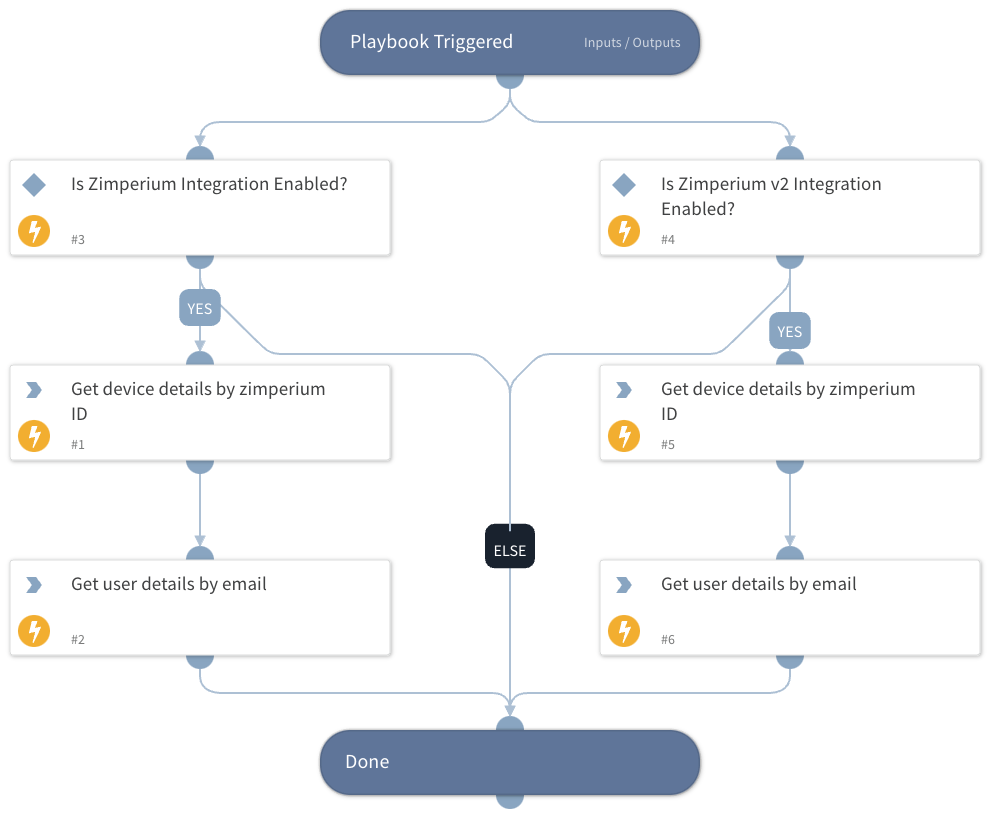 Playbook Triggered
Inputs / Outputs
Is Zimperium Integration Enabled?
#3
Is Zimperium v2 Integration
Enabled?
#4
YES
YES
Get device details by zimperium
ID
#1
Get device details by zimperium
ID
#5
ELSE
Get user details by email
#2
Get user details by email
#6
Done